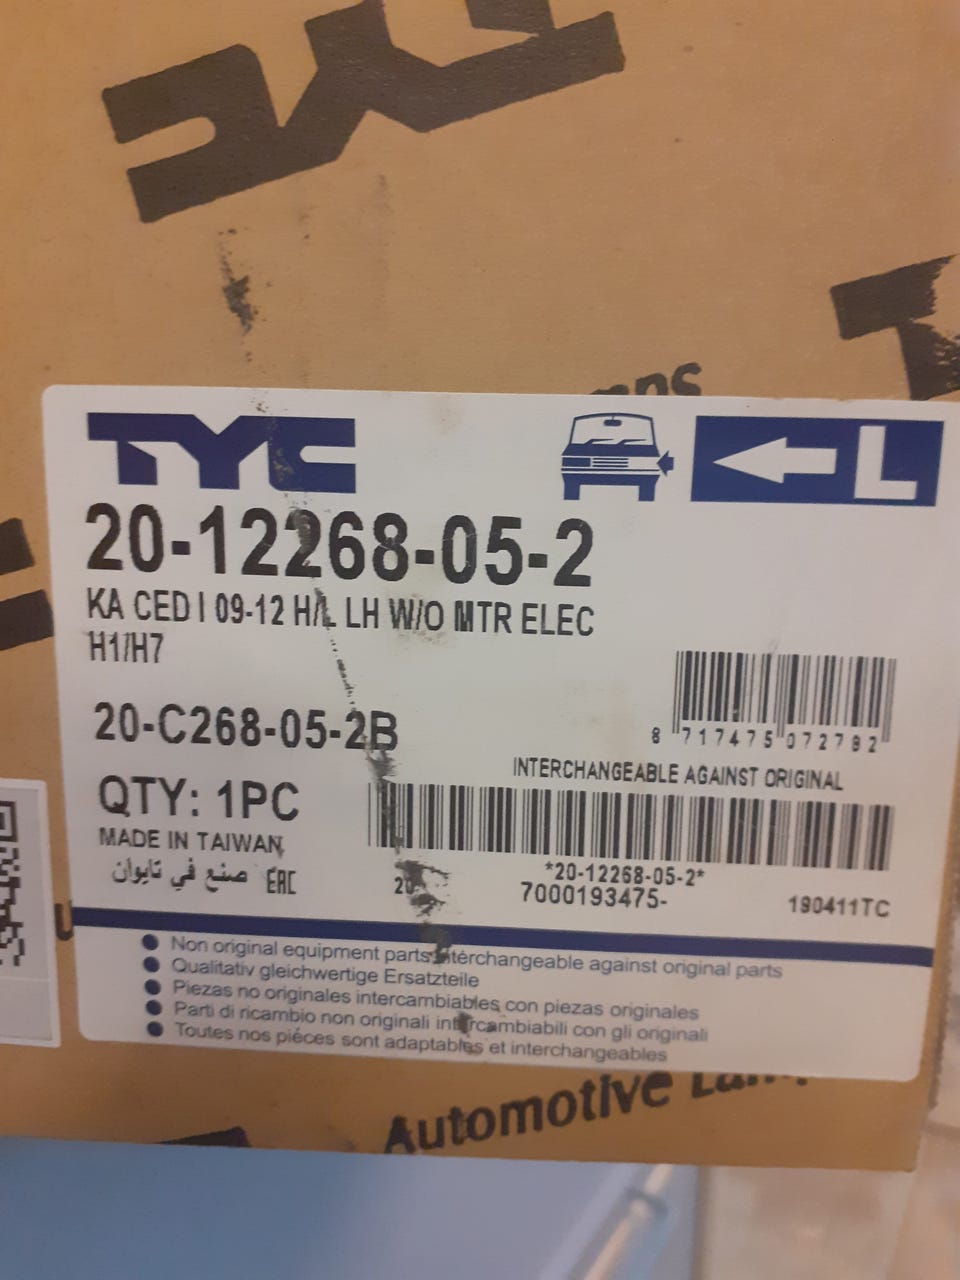 TYC
TYC
L
20-12268-05-2
KA CED I 09-12 H/L LH W/O MTR ELEC
H1/H7
8 717475 072782
20-C268-05-2B
INTERCHANGEABLE AGAINST ORIGINAL
QTY: 1PC
MADE IN TAIWAN
صنع في تايوان EAC
*20-12268-05-2*
20-
7000193475-
190411TC
Non original equipment parts interchangeable against original parts
Qualitativ gleichwertige Ersatzteile
Piezas no originales intercambiables con piezas originales
Parti di ricambio non originali intercambiabili con gli originali
Toutes nos piéces sont adaptables et interchangeables
Automotive